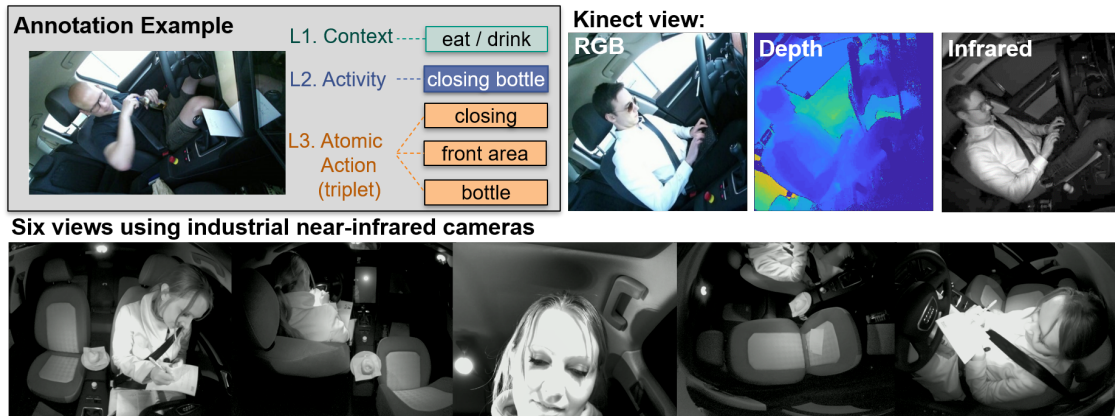 Annotation Example
L1. Context
eat / drink
L2. Activity
closing bottle
L3. Atomic
Action
(triplet)
closing
front area
bottle
Kinect view:
RGB
Depth
Infrared
Six views using industrial near-infrared cameras